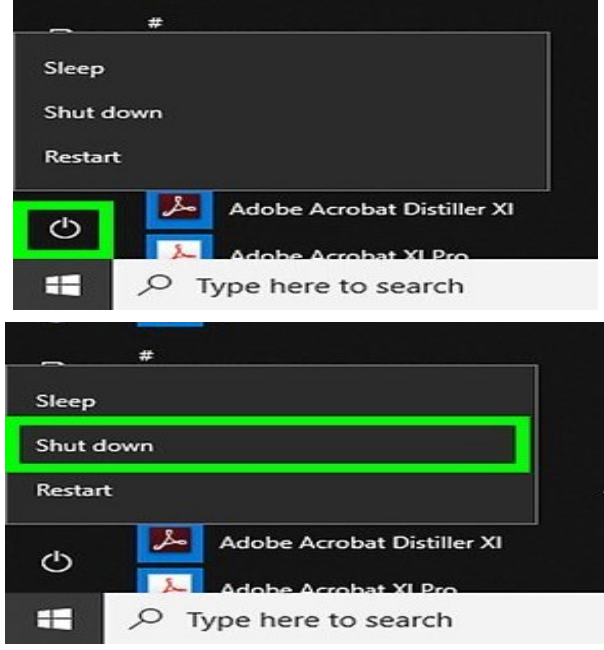 #
Sleep
Shut down
Restart
Adobe Acrobat Distiller XI
Adobe Acrobat XI Pro
Type here to search
#
Sleep
Shut down
Restart
Adobe Acrobat Distiller XI
Adobe Acrobat XI Pro
Type here to search